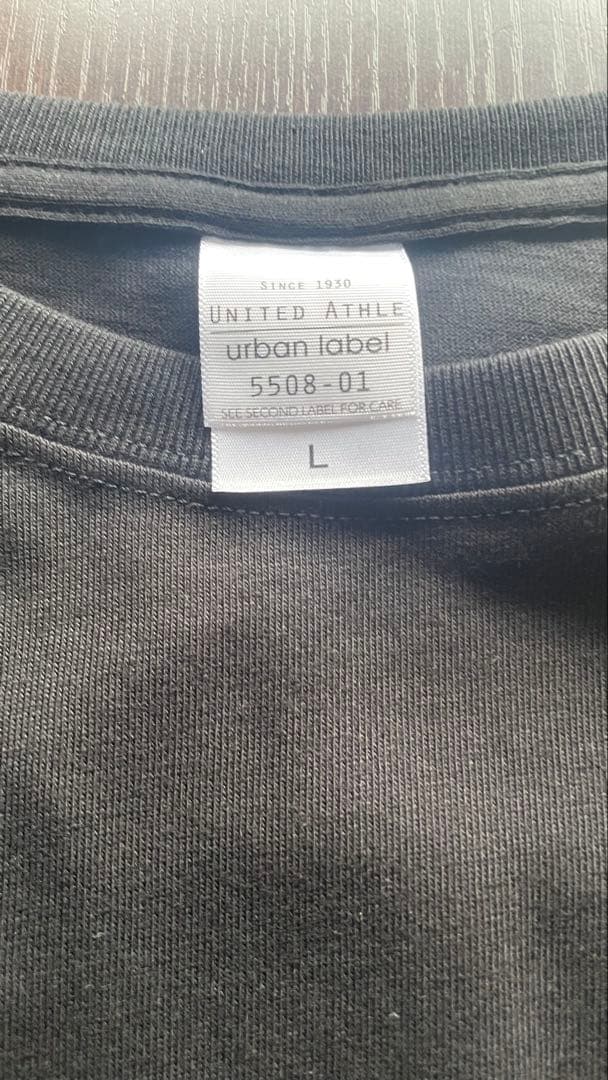 SINCE 1930
UNITED ATHLE
urban label
5508-01
SEE SECOND LABEL FOR CARE
L